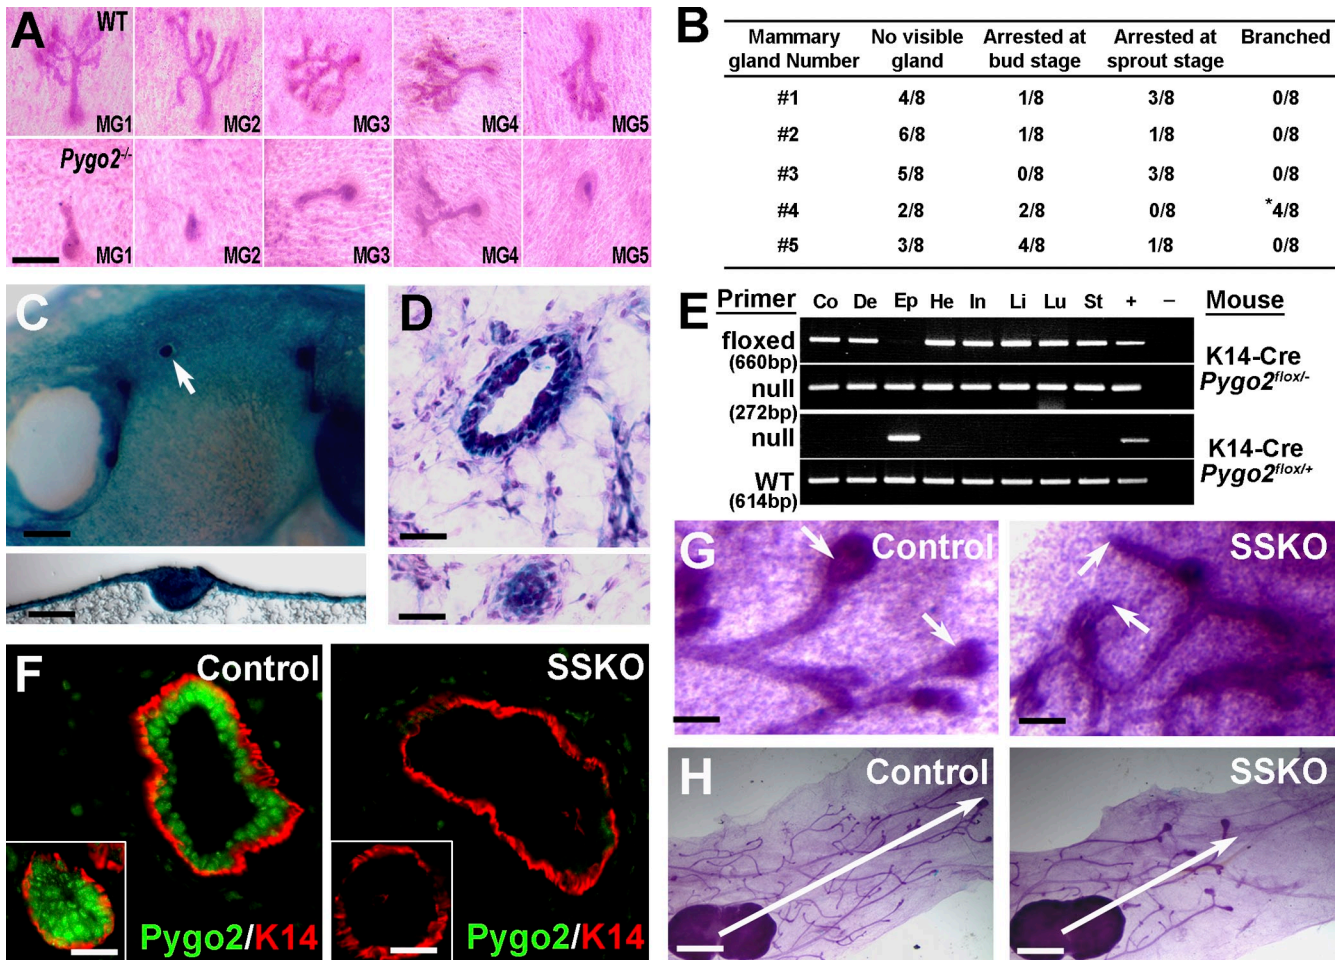 A
WT
MG1
MG2
MG3
MG4
MG5
Pygo2-/-
MG1
MG2
MG3
MG4
MG5
B
Mammary gland Number No visible gland Arrested at bud stage Arrested at sprout stage Branched
#1 4/8 1/8 3/8 0/8
#2 6/8 1/8 1/8 0/8
#3 5/8 0/8 3/8 0/8
#4 2/8 2/8 0/8 *4/8
#5 3/8 4/8 1/8 0/8
C
D
E
Primer Co De Ep He In Li Lu St + – Mouse
floxed
(660bp)
null
(272bp)
K14-Cre
Pygo2flox/-
null
WT
(614bp)
K14-Cre
Pygo2flox/+
F
Control
Pygo2/K14
SSKO
Pygo2/K14
G
Control
SSKO
H
Control
SSKO